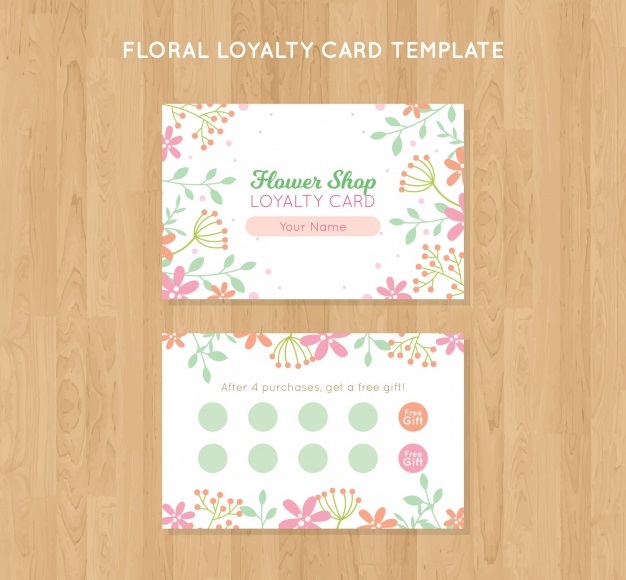 FLORAL LOYALTY CARD TEMPLATE
Flower Shop
LOYALTY CARD
Your Name
After 4 purchases, get a free gift!
Free
Gift
Free
Gift